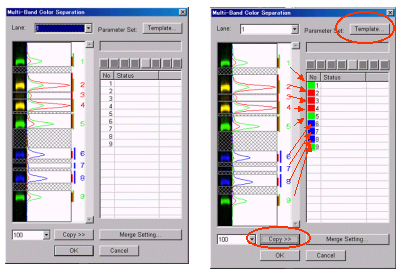 Multi-Band Color Separation
Lane: 1
Parameter Set: Template...
No Status
1
2
3
4
5
6
7
8
9
1
2
3
4
5
6
7
8
9
100
Copy >>
Merge Setting...
OK
Cancel
Multi-Band Color Separation
Lane: 1
Parameter Set: Template...
No Status
1
2
3
4
5
6
7
8
9
1
2
3
4
5
6
7
8
9
100
Copy >>
Merge Setting...
OK
Cancel